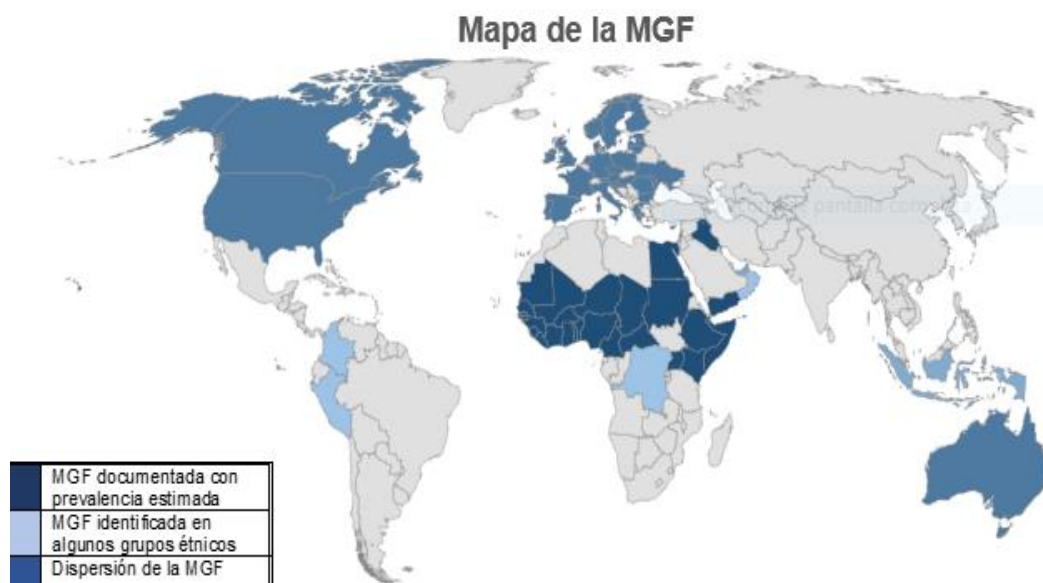 Mapa de la MGF
pantalla
MGF documentada con
prevalencia estimada
MGF identificada en
algunos grupos étnicos
Dispersión de la MGF